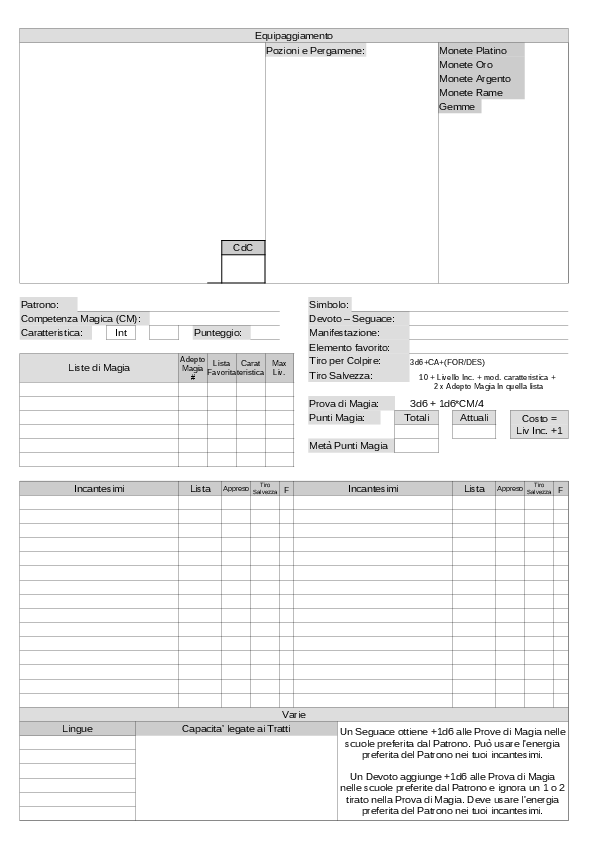 Equipaggiamento
Pozioni e Pergamene:
Monete Platino
Monete Oro
Monete Argento
Monete Rame
Gemme
CdC
Patrono:
Competenza Magica (CM):
Caratteristica: Int Punteggio:
Simbolo:
Devoto – Seguace:
Manifestazione:
Elemento favorito:
Tiro per Colpire: 3d6+CA+(FOR/DES)
Tiro Salvezza: 10 + Livello Inc. + mod. caratteristica +
2 x Adepto Magia In quella lista
Liste di Magia
Adepto
Magia
#
Lista
Favorita
Carat
teristica
Max
Liv.
Prova di Magia: 3d6 + 1d6*CM/4
Punti Magia: Totali Attuali
Costo =
Liv Inc. +1
Metà Punti Magia
Incantesimi Lista Appreso
Tiro
Salvezza
F
Incantesimi Lista Appreso
Tiro
Salvezza
F
Varie
Lingue
Capacita' legate ai Tratti
Un Seguace ottiene +1d6 alle Prove di Magia nelle
scuole preferita dal Patrono. Può usare l'energia
preferita del Patrono nei tuoi incantesimi.
Un Devoto aggiunge +1d6 alle Prova di Magia
nelle scuole preferite dal Patrono e ignora un 1 o 2
tirato nella Prova di Magia. Deve usare l'energia
preferita del Patrono nei tuoi incantesimi.